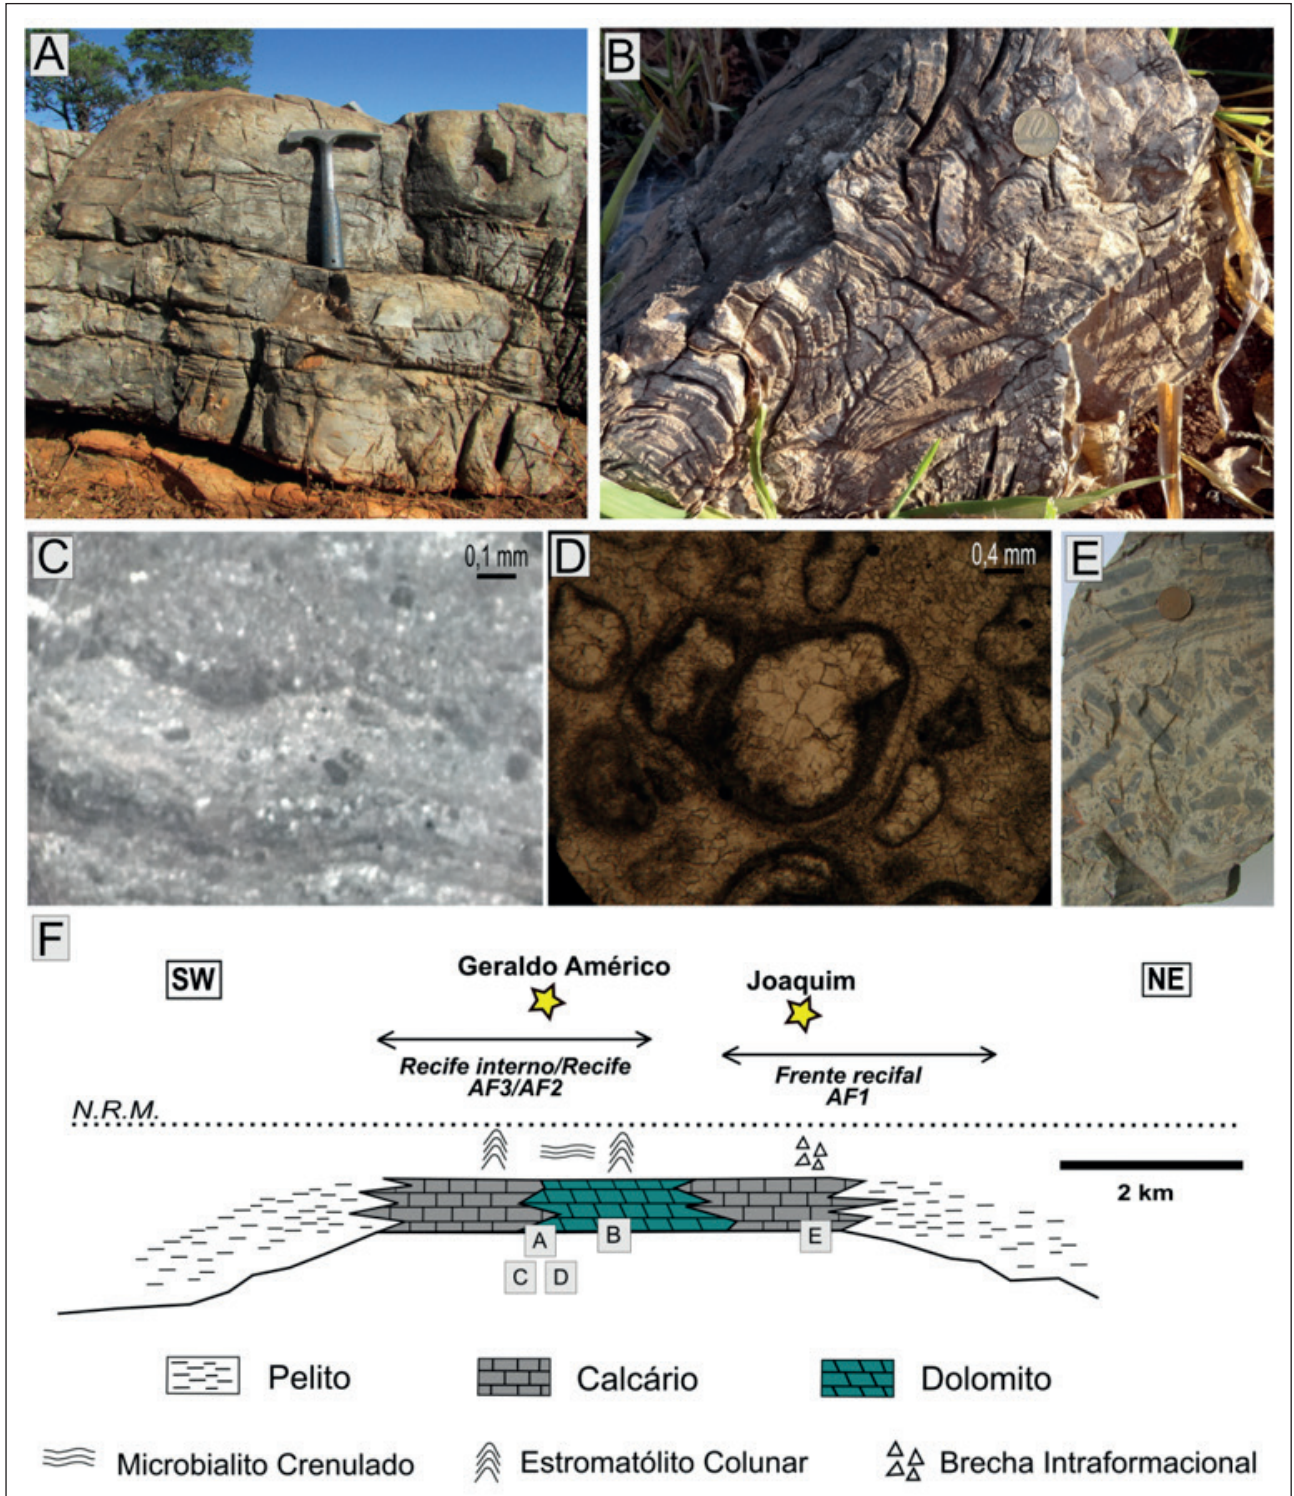 A
B
10
C
0,1 mm
D
0,4 mm
E
F
SW
Geraldo Américo
Joaquim
NE
Recife interno/Recife
AF3/AF2
Frente recifal
AF1
N.R.M.
2 km
A
B
E
C
D
Pelito
Calcário
Dolomito
Microbialito Crenulado
Estromatólito Colunar
Brecha Intraformacional